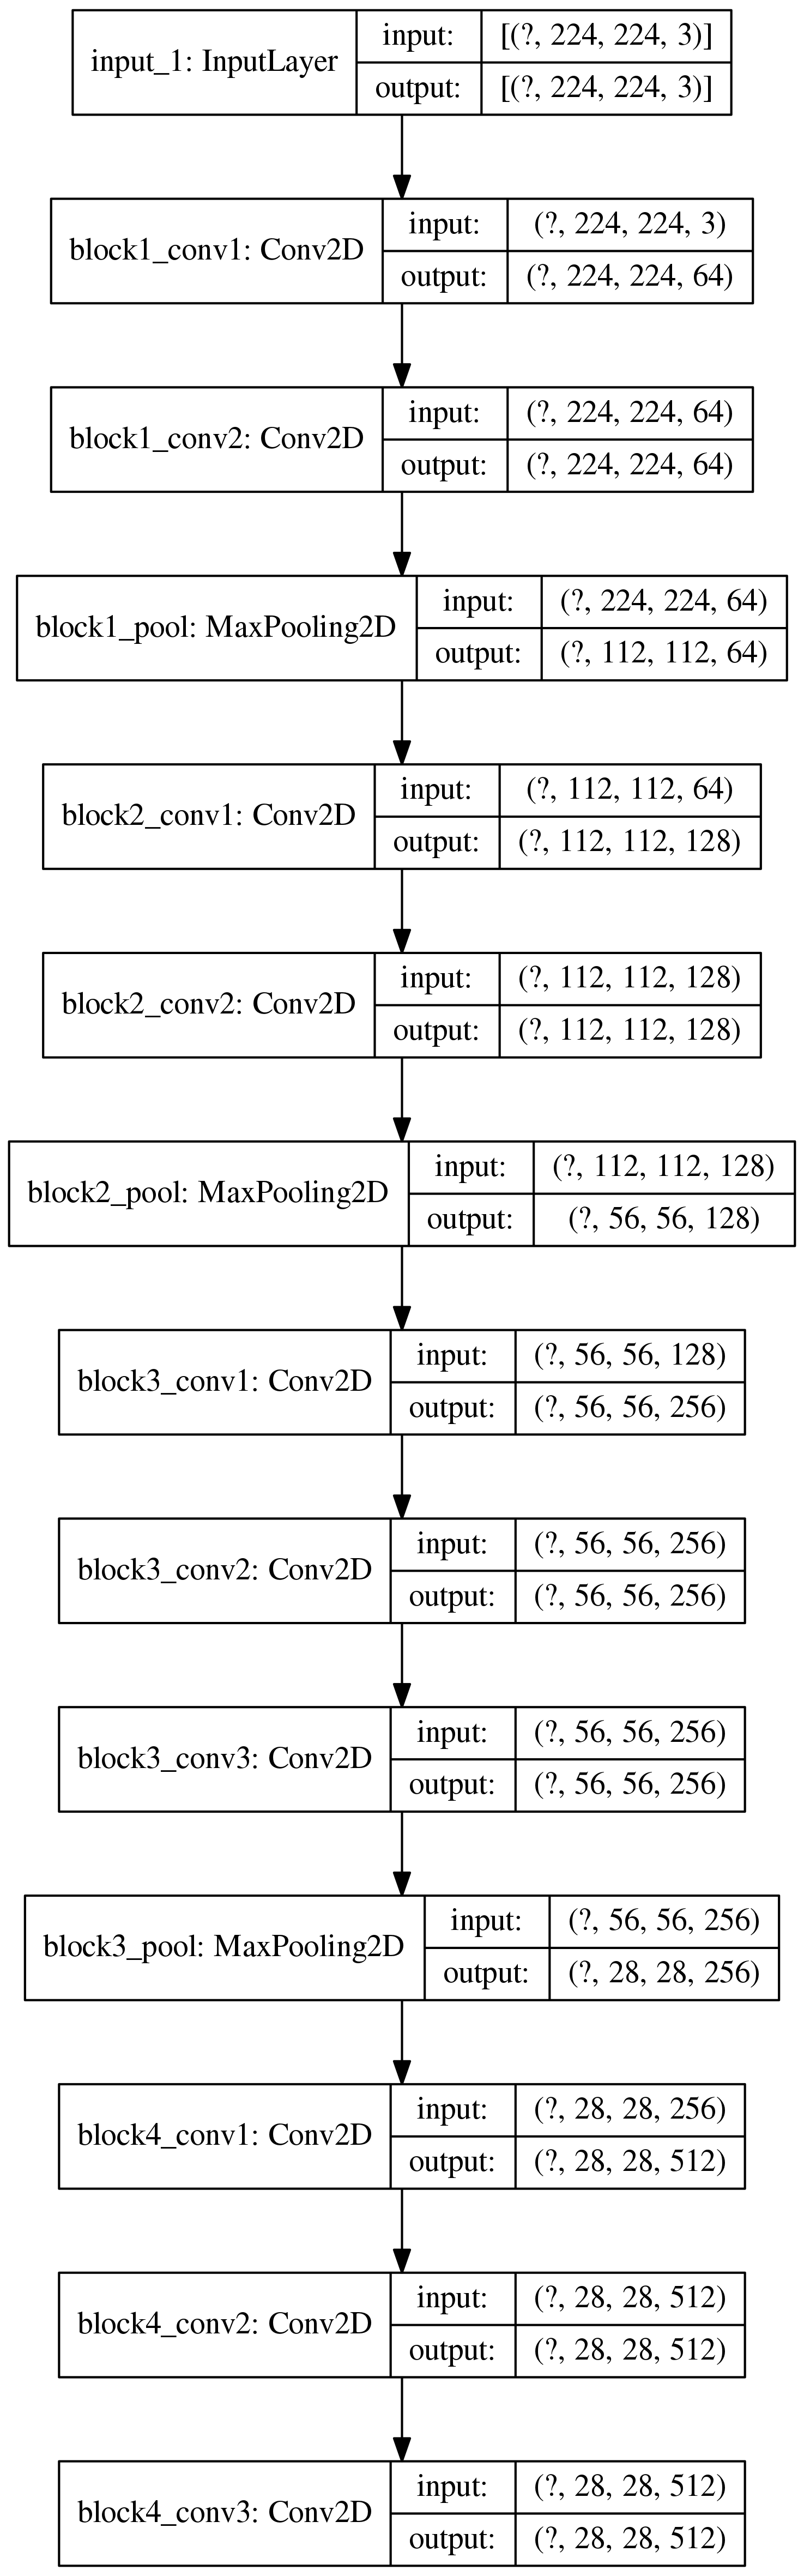 input_1: InputLayer
input:
[(?, 224, 224, 3)]
output:
[(?, 224, 224, 3)]
block1_conv1: Conv2D
input:
(?, 224, 224, 3)
output:
(?, 224, 224, 64)
block1_conv2: Conv2D
input:
(?, 224, 224, 64)
output:
(?, 224, 224, 64)
block1_pool: MaxPooling2D
input:
(?, 224, 224, 64)
output:
(?, 112, 112, 64)
block2_conv1: Conv2D
input:
(?, 112, 112, 64)
output:
(?, 112, 112, 128)
block2_conv2: Conv2D
input:
(?, 112, 112, 128)
output:
(?, 112, 112, 128)
block2_pool: MaxPooling2D
input:
(?, 112, 112, 128)
output:
(?, 56, 56, 128)
block3_conv1: Conv2D
input:
(?, 56, 56, 128)
output:
(?, 56, 56, 256)
block3_conv2: Conv2D
input:
(?, 56, 56, 256)
output:
(?, 56, 56, 256)
block3_conv3: Conv2D
input:
(?, 56, 56, 256)
output:
(?, 56, 56, 256)
block3_pool: MaxPooling2D
input:
(?, 56, 56, 256)
output:
(?, 28, 28, 256)
block4_conv1: Conv2D
input:
(?, 28, 28, 256)
output:
(?, 28, 28, 512)
block4_conv2: Conv2D
input:
(?, 28, 28, 512)
output:
(?, 28, 28, 512)
block4_conv3: Conv2D
input:
(?, 28, 28, 512)
output:
(?, 28, 28, 512)